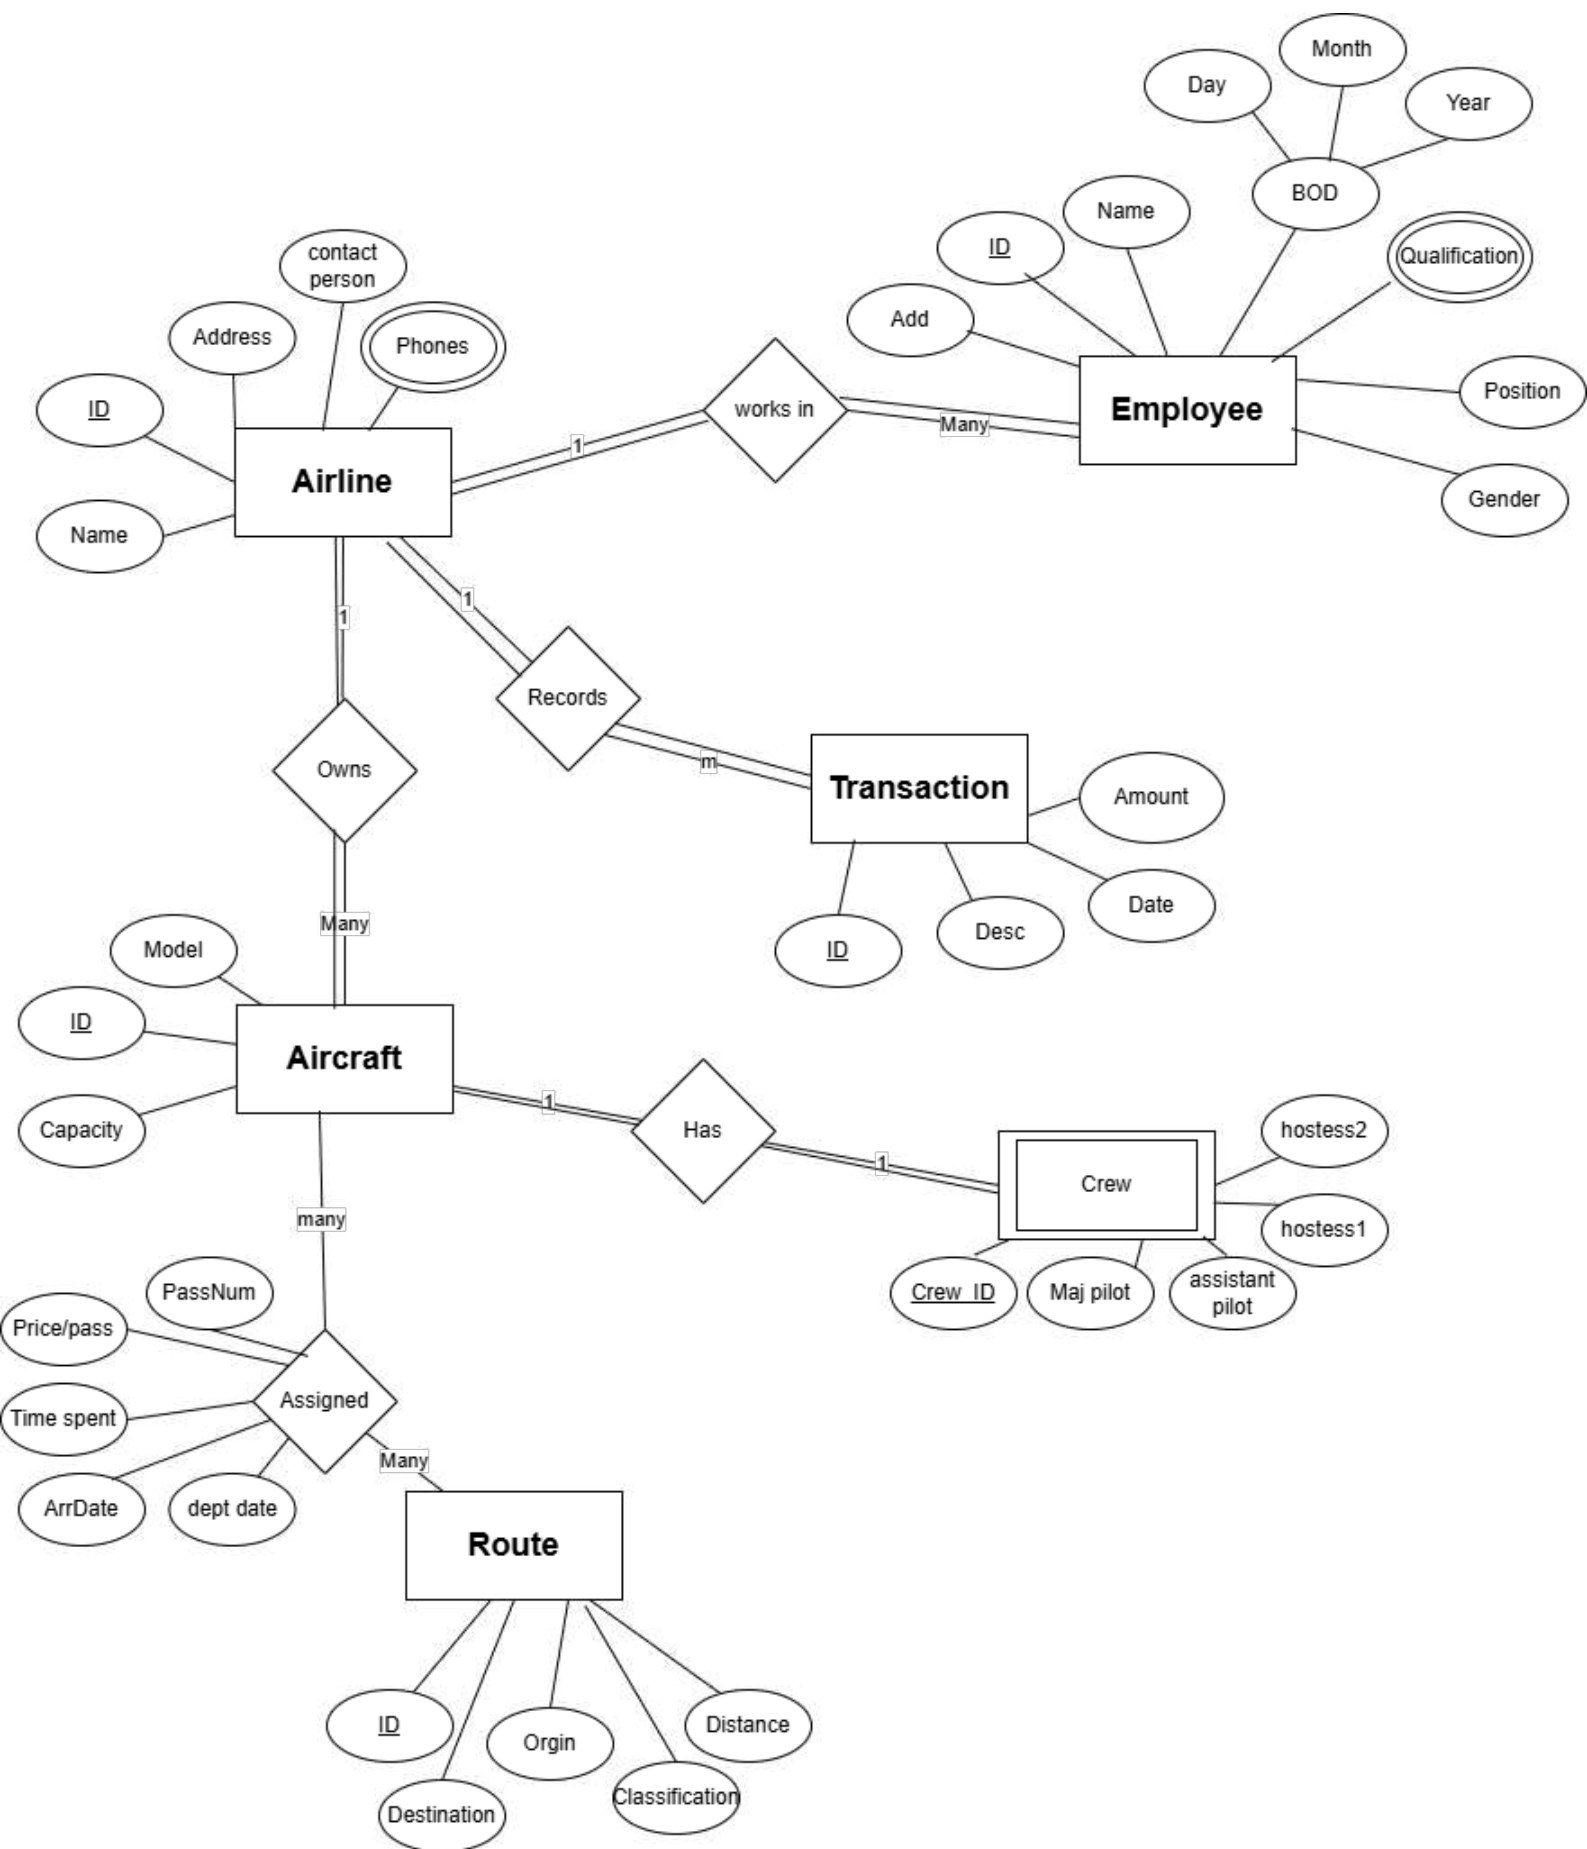 Month
Day
Year
BOD
Name
ID
Qualification
contact
person
Add
Address
Phones
Position
ID
works in
Employee
1
Many
Airline
Gender
Name
1
1
Records
Owns
m
Transaction
Amount
Many
Date
Desc
Model
ID
ID
Aircraft
1
Has
Capacity
hostess2
1
Crew
many
hostess1
PassNum
Crew_ID
Maj pilot
assistant
pilot
Price/pass
Assigned
Time spent
Many
ArrDate
dept date
Route
ID
Orgin
Distance
Classification
Destination